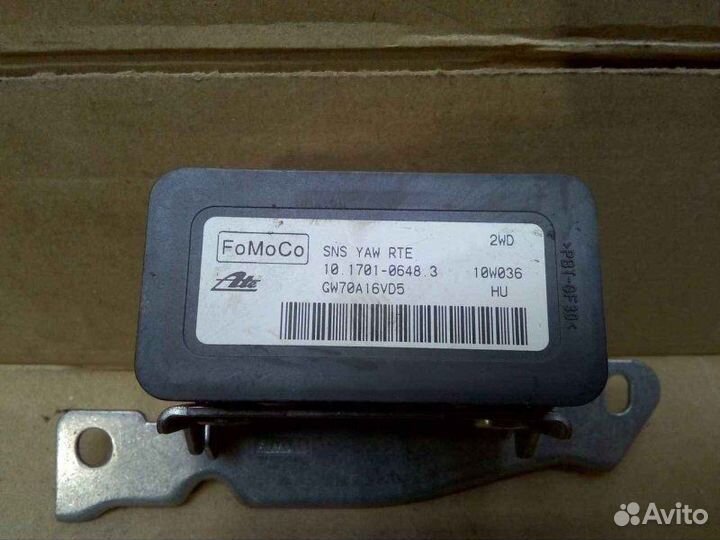 FoMoCo
SNS YAW RTE
2WD
10.1701-0648.3
10W036
Ate
GW70A16VD5
HU
>PBT-GF30<
Avito